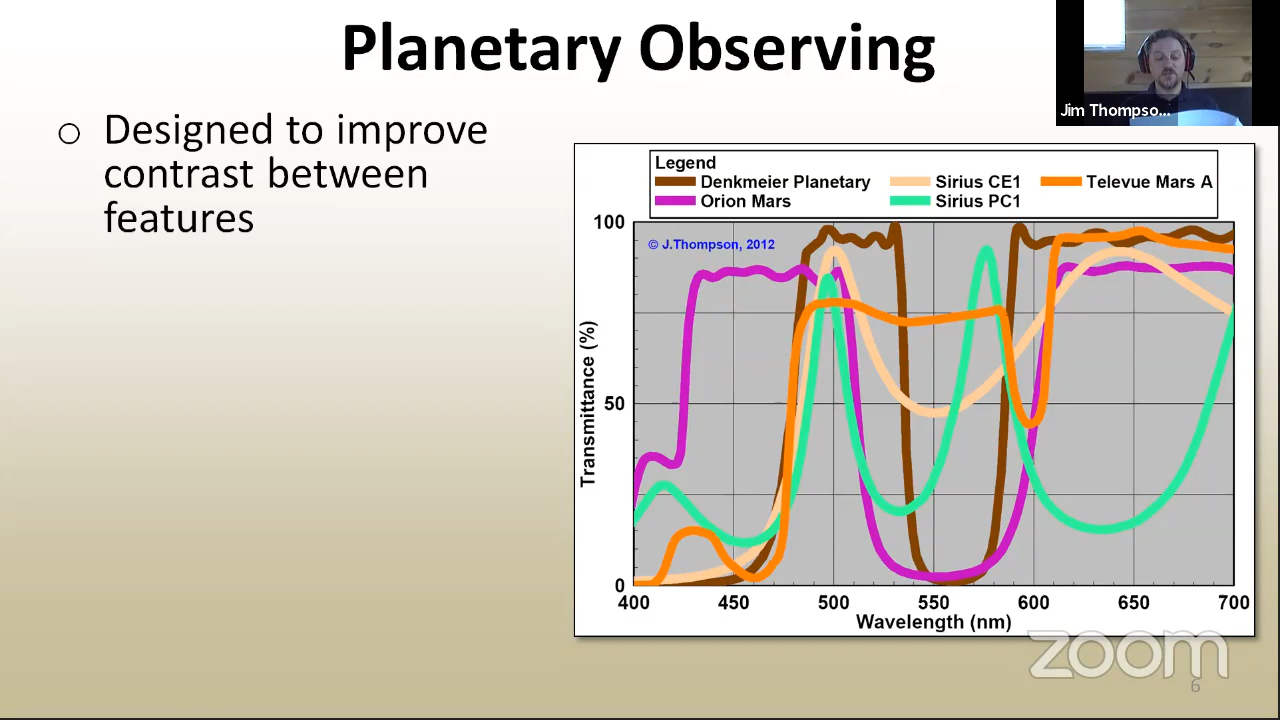 Planetary Observing
Jim Thompso...
○ Designed to improve
contrast between
features
Legend
Denkmeier Planetary
Sirius CE1
Televue Mars A
Orion Mars
Sirius PC1
© J.Thompson, 2012
Transmittance (%)
100
50
0
400 450 500 550 600 650 700
Wavelength (nm)
zoom
6